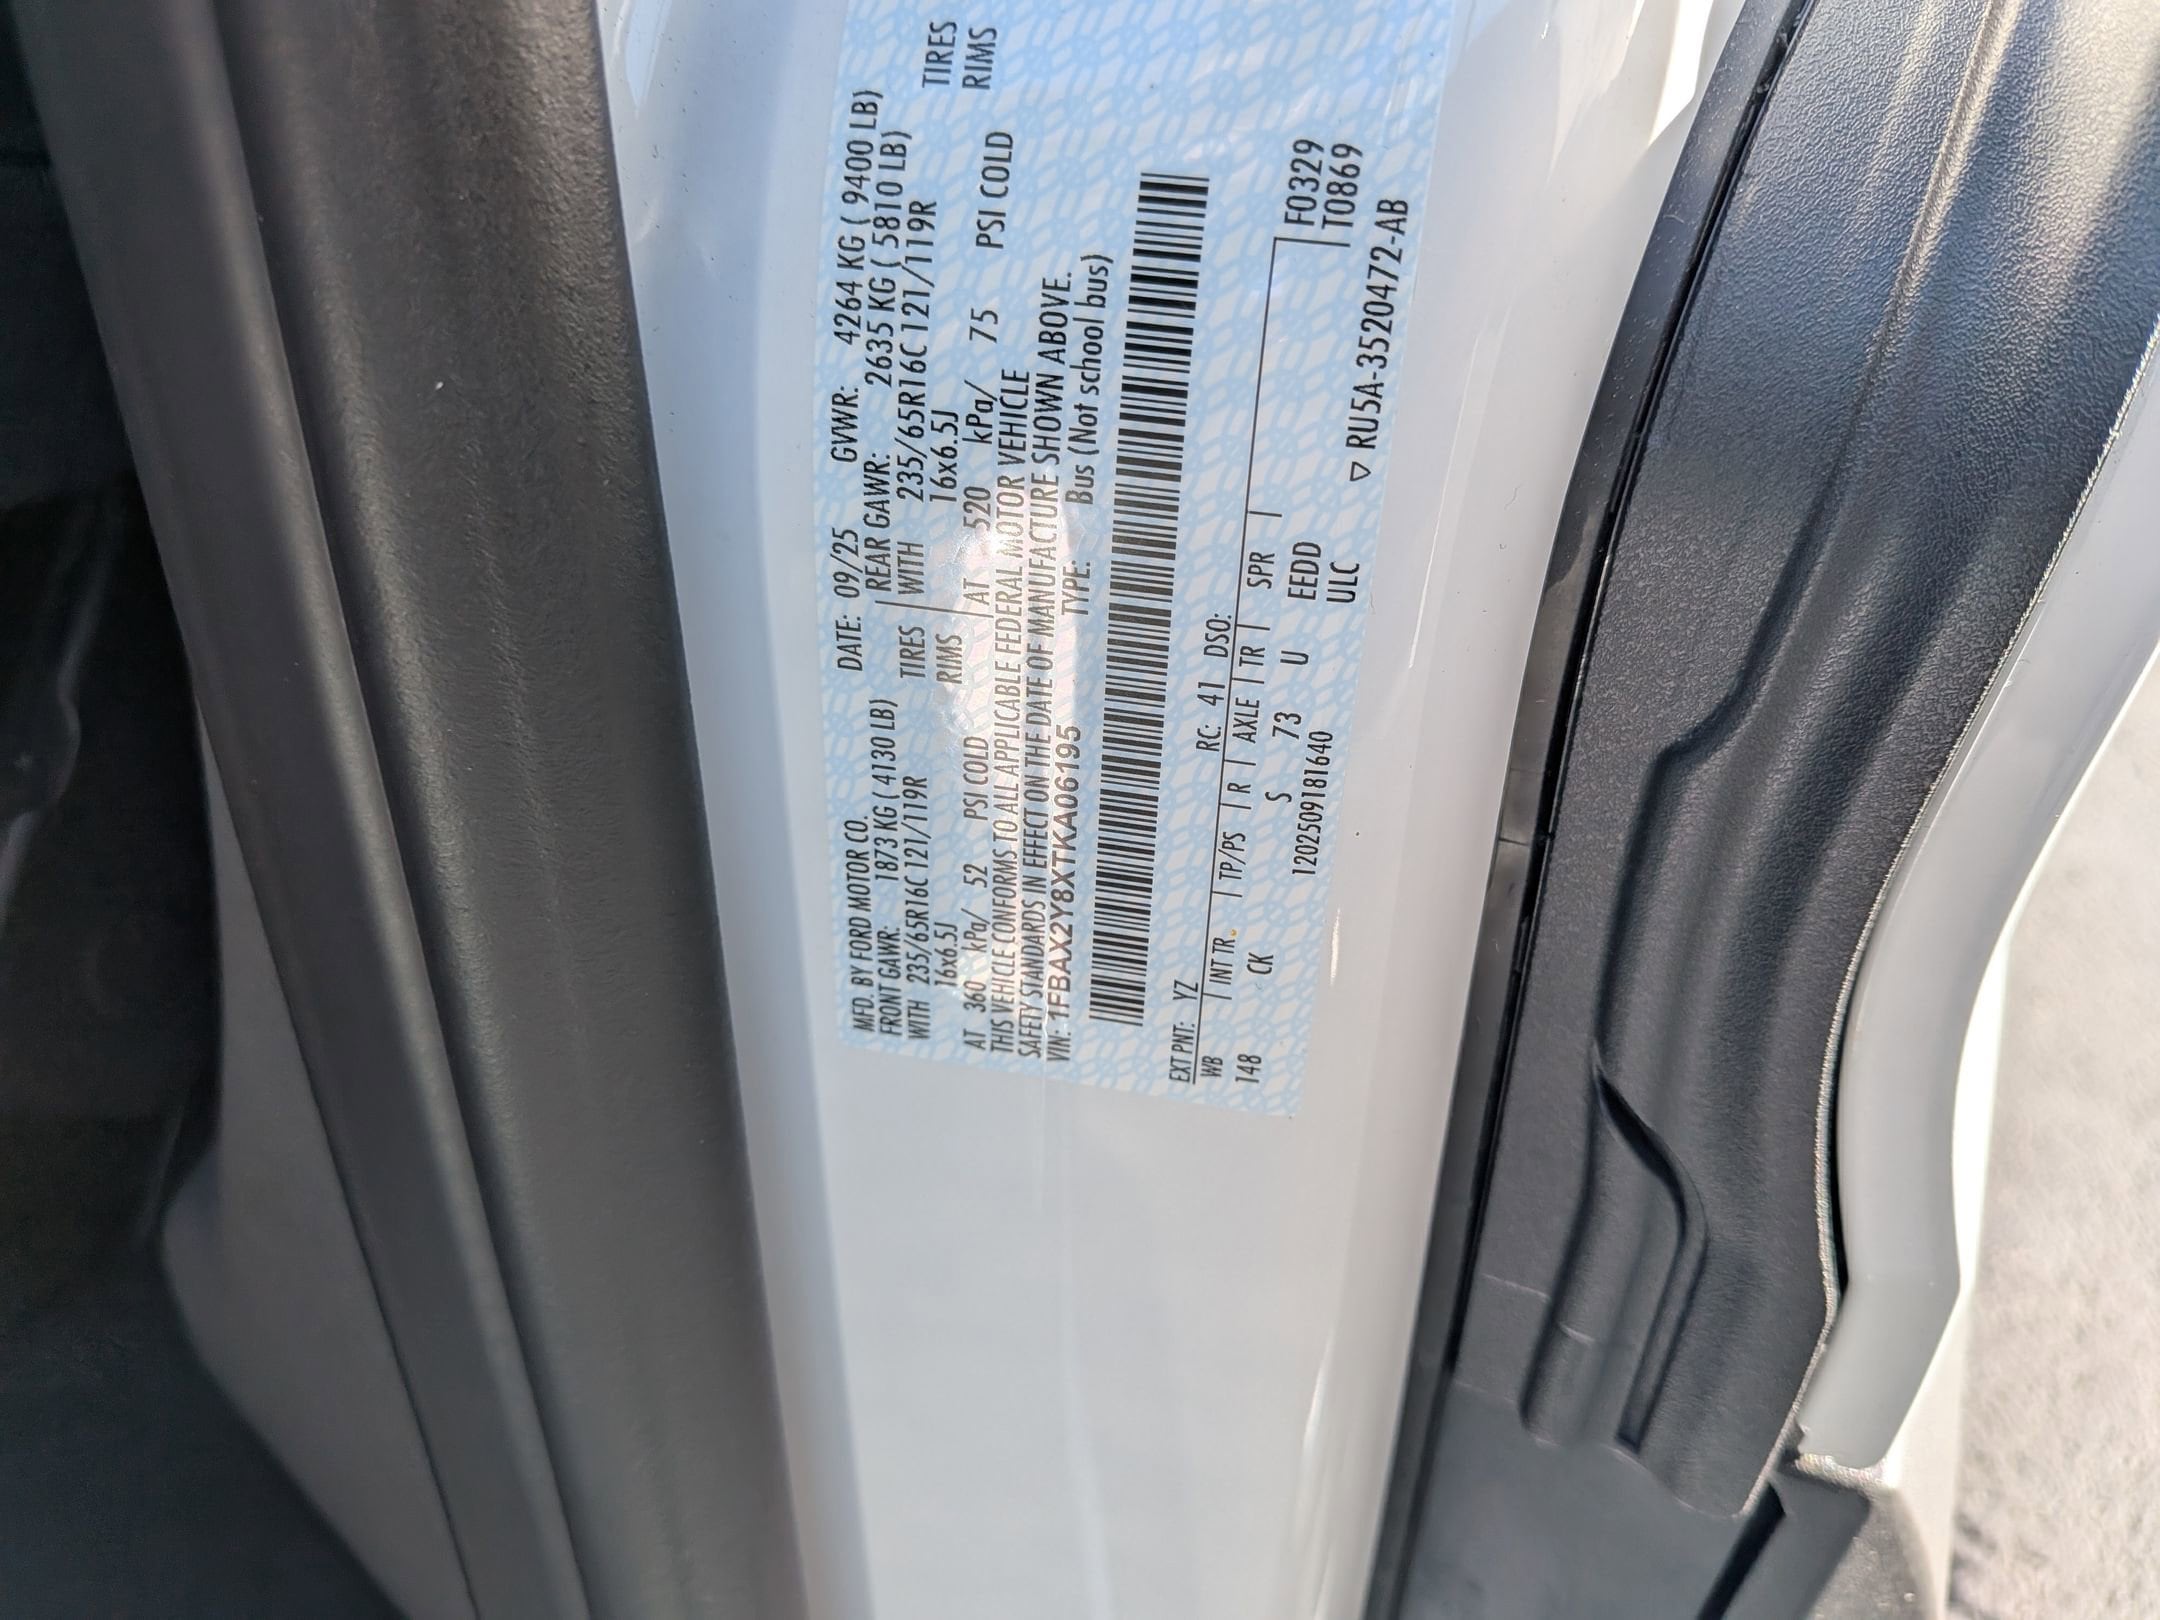 MFD. BY FORD MOTOR CO. DATE: 09/25 GVWR: 4264 KG ( 9400 LB)
FRONT GAWR: 1873 KG ( 4130 LB) REAR GAWR: 2635 KG ( 5810 LB)
WITH 235/65R16C 121/119R TIRES WITH 235/65R16C 121/119R TIRES
16x6.5J RIMS 16x6.5J RIMS
AT 360 kPa/ 52 PSI COLD AT 520 kPa/ 75 PSI COLD
THIS VEHICLE CONFORMS TO ALL APPLICABLE FEDERAL MOTOR VEHICLE
SAFETY STANDARDS IN EFFECT ON THE DATE OF MANUFACTURE SHOWN ABOVE.
VIN: 1FBAX2Y8XTKA06195 TYPE: Bus (Not school bus)
EXT PNT: YZ RC: 41 DSO:
WB INT TR. TP/PS R AXLE TR SPR F0329
148 CK S 73 U EEDD T0869
1202509181640 ULC ▽ RU5A-3520472-AB